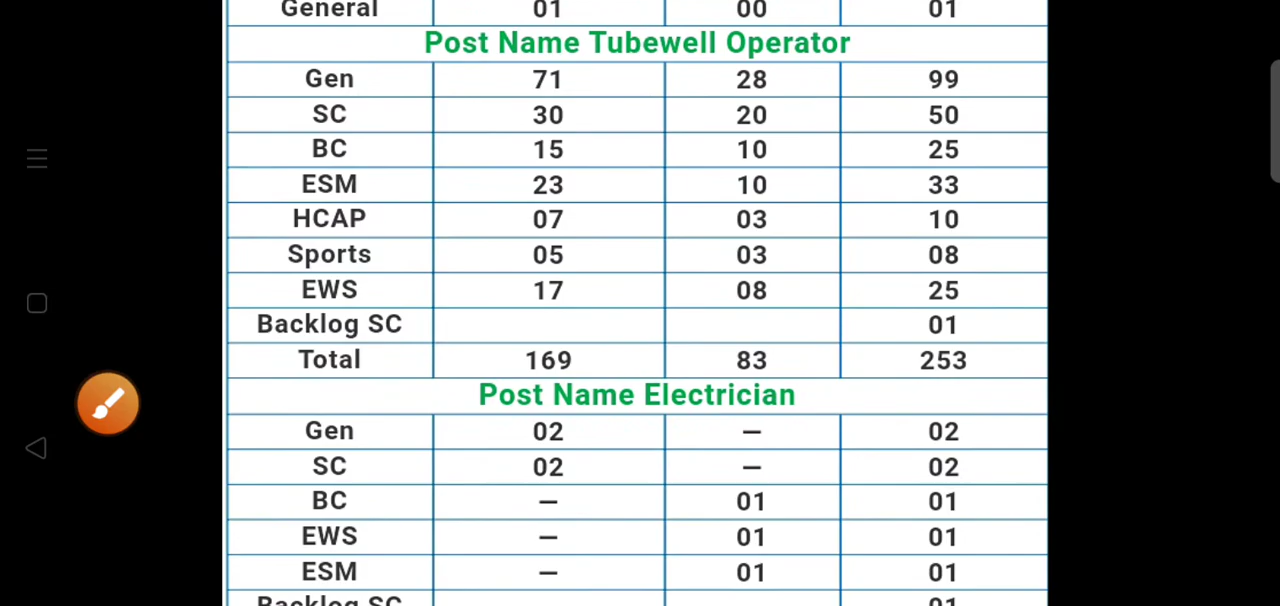 General 01 00 01
Post Name Tubewell Operator
Gen 71 28 99
SC 30 20 50
BC 15 10 25
ESM 23 10 33
HCAP 07 03 10
Sports 05 03 08
EWS 17 08 25
Backlog SC 01
Total 169 83 253
Post Name Electrician
Gen 02 – 02
SC 02 – 02
BC – 01 01
EWS – 01 01
ESM – 01 01
Backlog SC 01